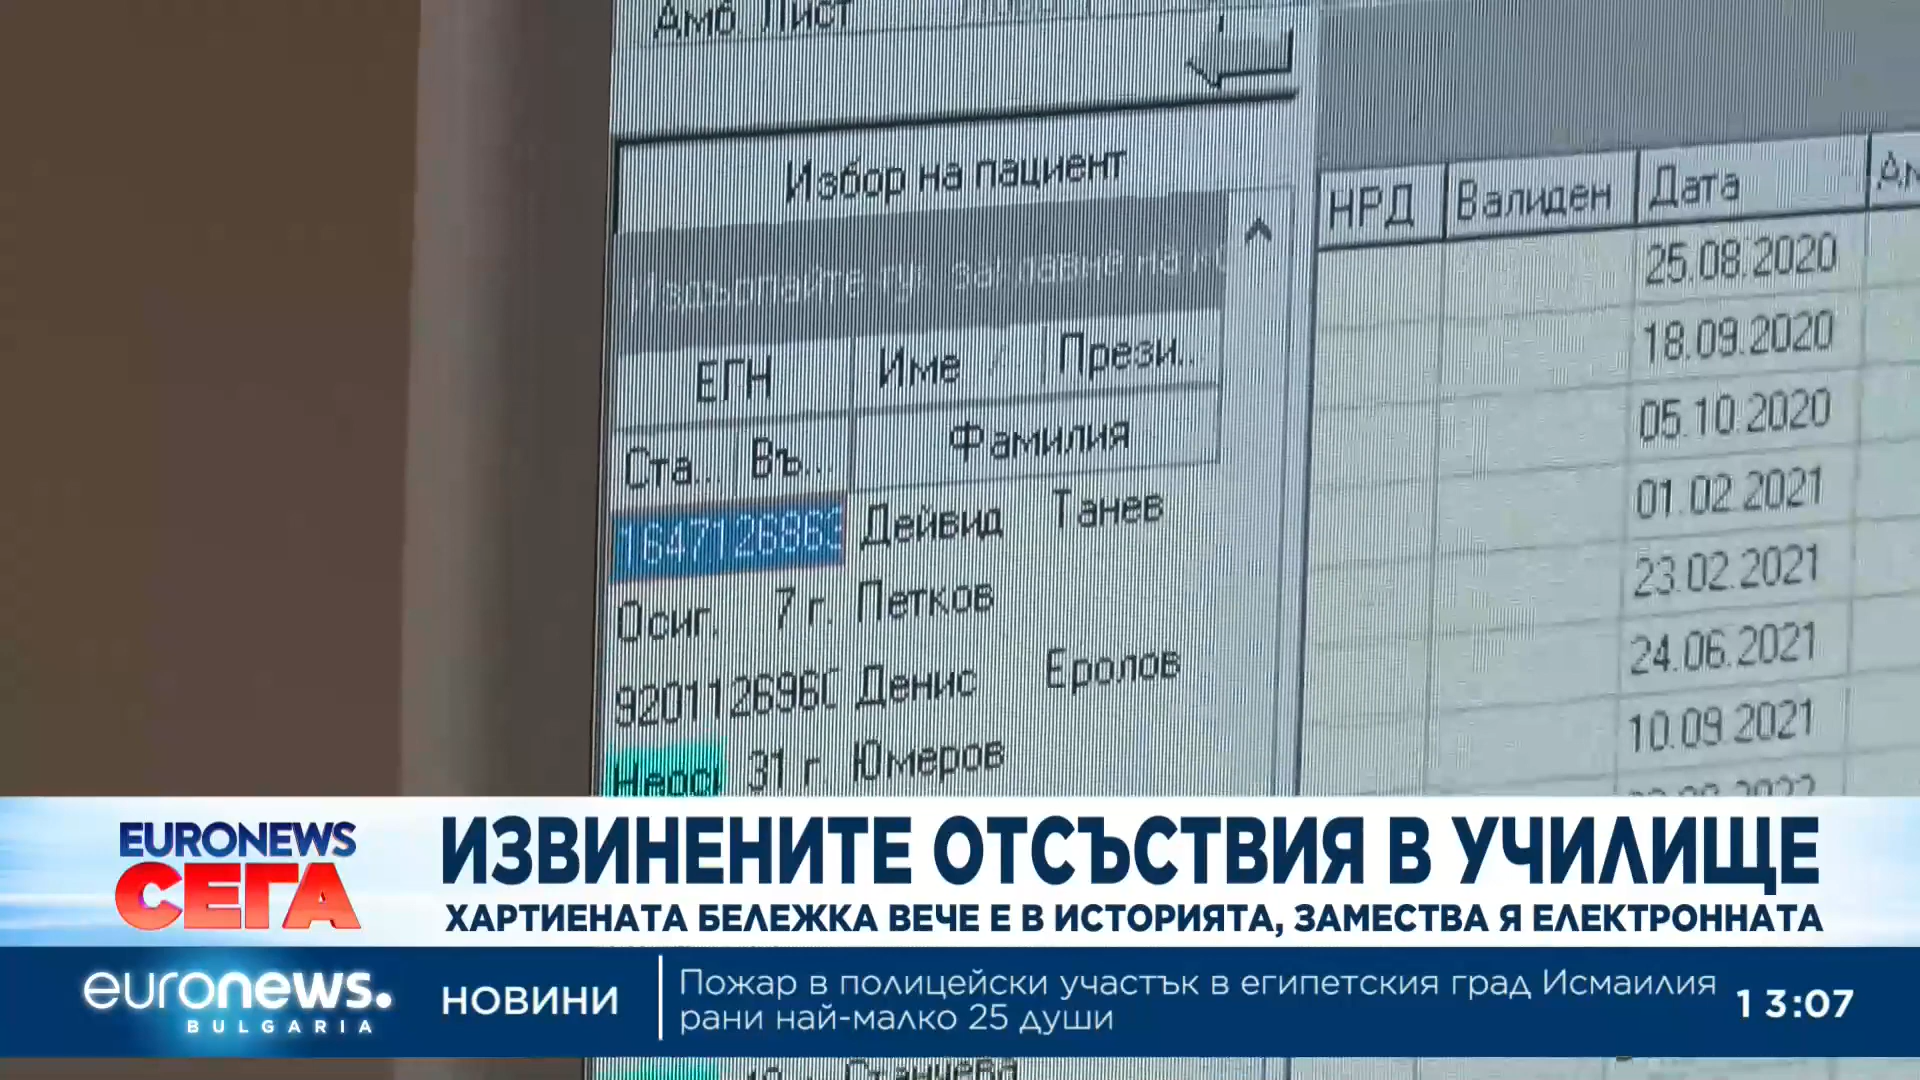 Амб Лист
Избор на пациент
ЕГН Име Прези...
Ста... Въ... Фамилия
Дейвид Танев
Осиг. 7 г. Петков
Денис Еролов
31 г. Юмеров
НРД Валиден Дата
25.08.2020
18.09.2020
05.10.2020
01.02.2021
23.02.2021
24.06.2021
10.09.2021
EURONEWS
СЕГА
ИЗВИНЕНИТЕ ОТСЪСТВИЯ В УЧИЛИЩЕ
ХАРТИЕНАТА БЕЛЕЖКА ВЕЧЕ Е В ИСТОРИЯТА, ЗАМЕСТВА Я ЕЛЕКТРОННАТА
euronews.
BULGARIA
НОВИНИ
Пожар в полицейски участък в египетския град Исмаилия
рани най-малко 25 души
13:07